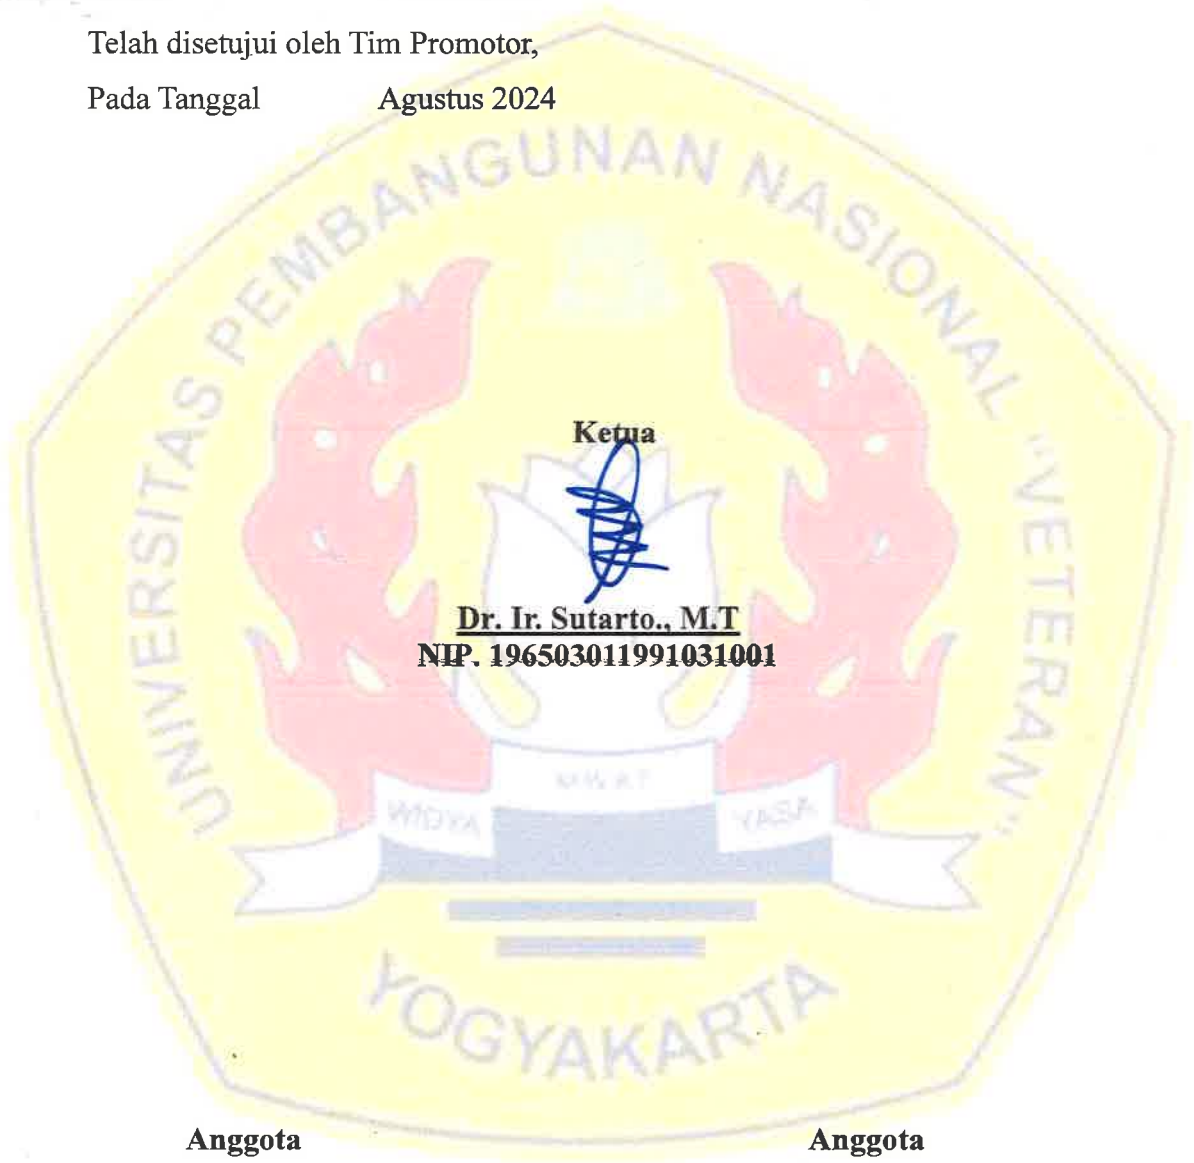 Telah disetujui oleh Tim Promotor,
Pada Tanggal Agustus 2024
UNIVERSITAS PEMBANGUNAN NASIONAL "VETERAN"
Ketua
Dr. Ir. Sutarto., M.T
NIP. 196503011991031001
WIDYA MWAT YASA
YOGYAKARTA
Anggota Anggota